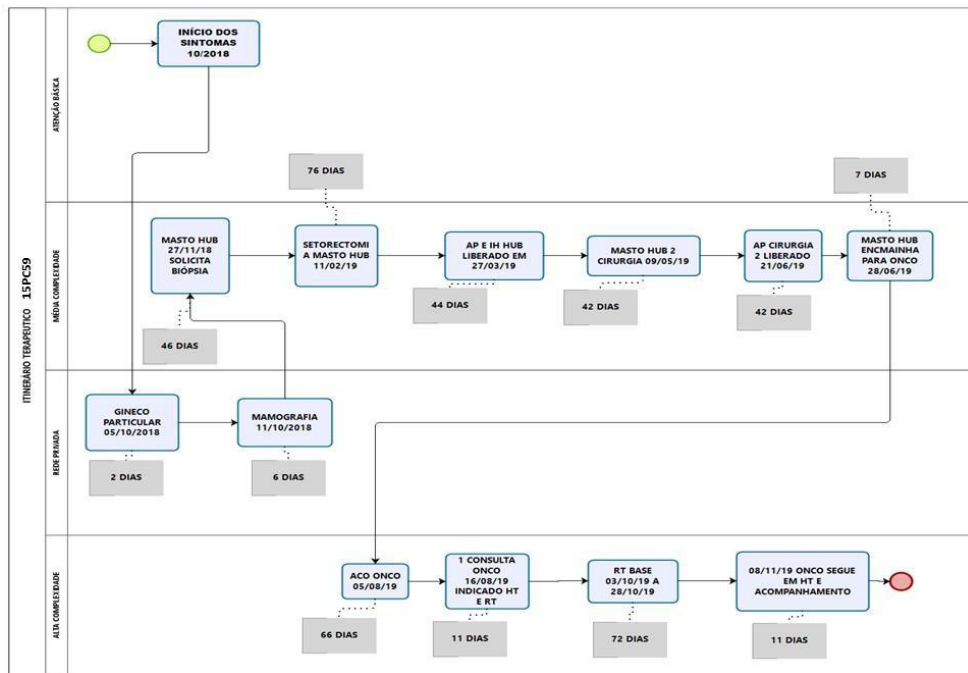 ITINERÁRIO TERAPEUTICO 15PC59
ATENÇÃO BÁSICA
INÍCIO DOS
SINTOMAS
10/2018
76 DIAS
7 DIAS
MÉDIA COMPLEXIDADE
MASTO HUB
27/11/18
SOLICITA
BIÓPSIA
SETORECTOMI
A MASTO HUB
11/02/19
AP E IH HUB
LIBERADO EM
27/03/19
MASTO HUB 2
CIRURGIA 09/05/19
AP CIRURGIA
2 LIBERADO
21/06/19
MASTO HUB
ENCMAINHA
PARA ONCO
28/06/19
46 DIAS
44 DIAS
42 DIAS
42 DIAS
REDE PRIVADA
GINECO
PARTICULAR
05/10/2018
MAMOGRAFIA
11/10/2018
2 DIAS
6 DIAS
ALTA COMPLEXIDADE
ACO ONCO
05/08/19
1 CONSULTA
ONCO
16/08/19
INDICADO HT
E RT
RT BASE
03/10/19 A
28/10/19
08/11/19 ONCO SEGUE
EM HT E
ACOMPANHAMENTO
66 DIAS
11 DIAS
72 DIAS
11 DIAS